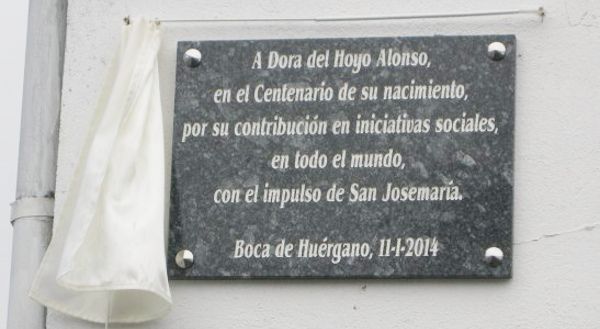 A Dora del Hoyo Alonso,
en el Centenario de su nacimiento,
por su contribución en iniciativas sociales,
en todo el mundo,
con el impulso de San Josemaría.
Boca de Huérgano, 11-I-2014